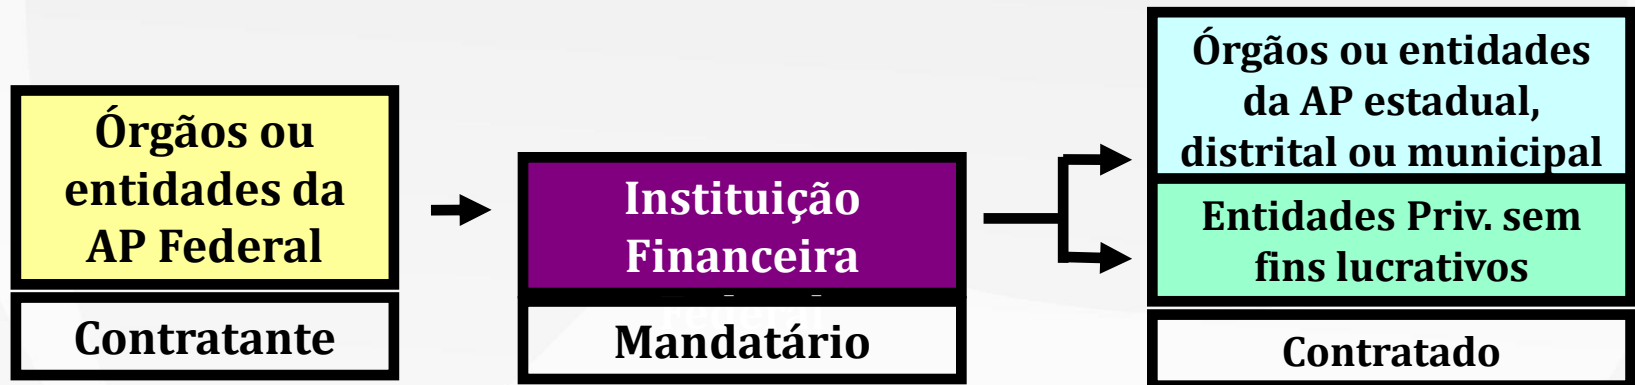 Órgãos ou
entidades da
AP Federal
Contratante
Instituição
Financeira
Federal
Mandatário
Órgãos ou entidades
da AP estadual,
distrital ou municipal
Entidades Priv. sem
fins lucrativos
Contratado